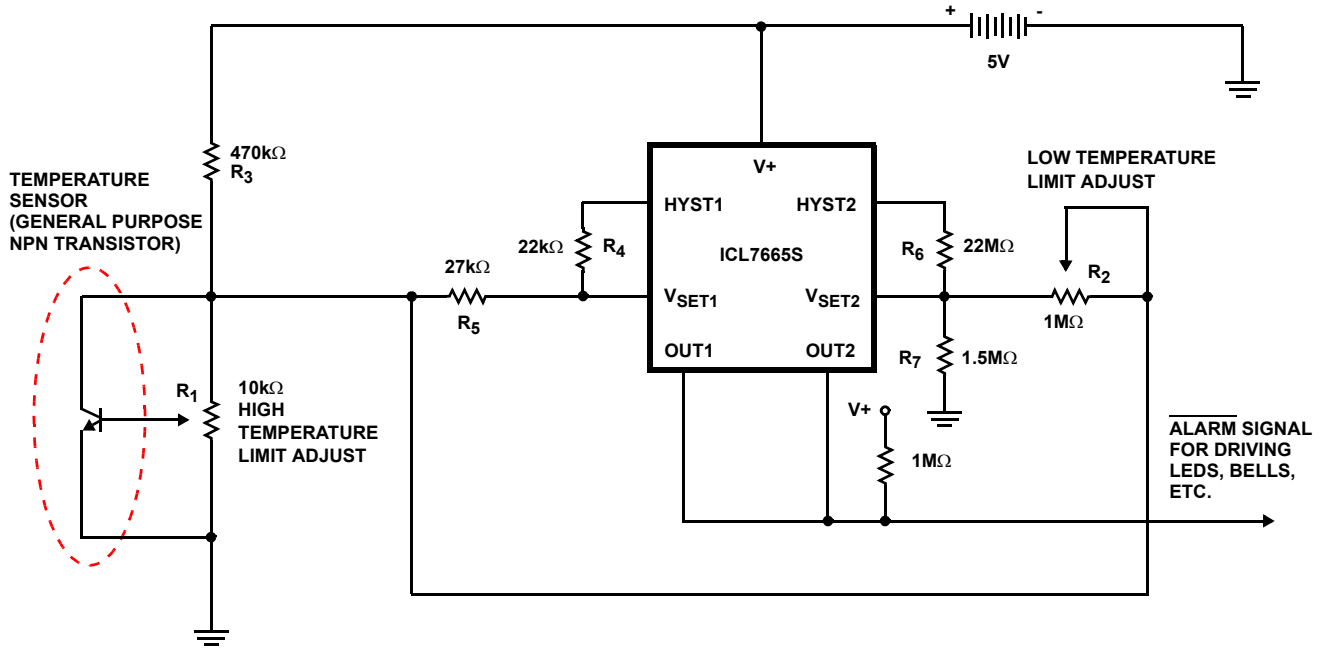 + -
5V
470kΩ
R3
TEMPERATURE
SENSOR
(GENERAL PURPOSE
NPN TRANSISTOR)
V+
HYST1
HYST2
ICL7665S
VSET1
VSET2
OUT1
OUT2
22kΩ
R4
27kΩ
R5
R6
22MΩ
LOW TEMPERATURE
LIMIT ADJUST
R2
1MΩ
R7
1.5MΩ
R1
10kΩ
HIGH
TEMPERATURE
LIMIT ADJUST
V+
1MΩ
ALARM SIGNAL
FOR DRIVING
LEDS, BELLS,
ETC.